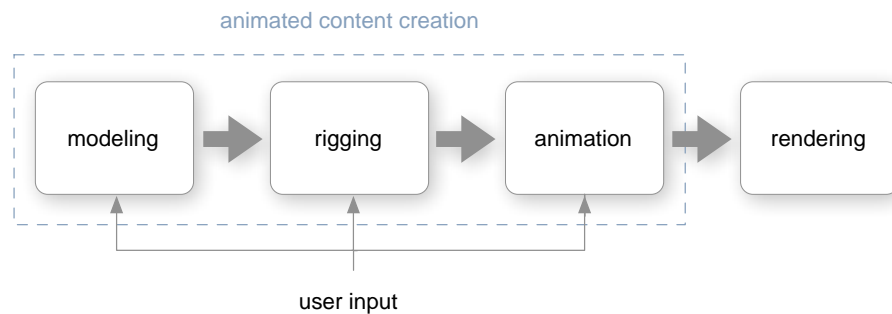 animated content creation
modeling
rigging
animation
rendering
user input